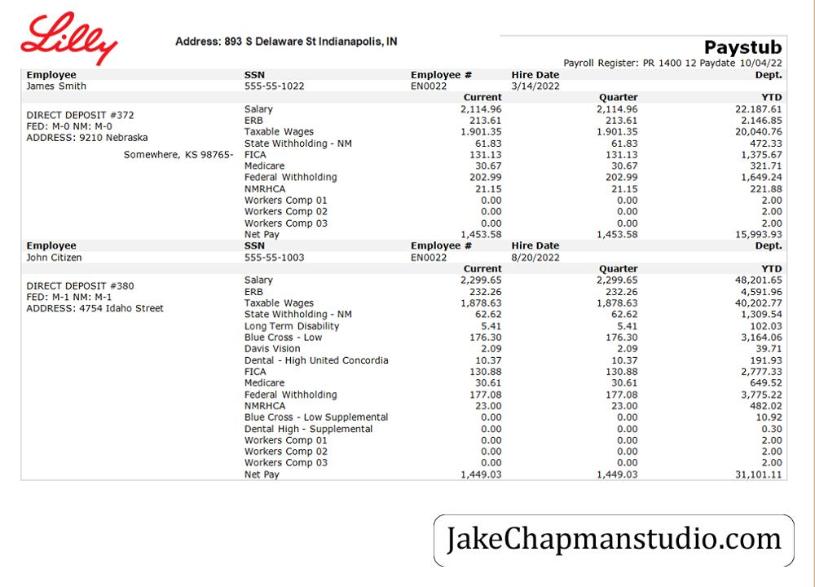 Lilly
Address: 893 S Delaware St Indianapolis, IN
Paystub
Payroll Register: PR 1400 12 Paydate 10/04/22
Employee SSN Employee # Hire Date Dept.
James Smith 555-55-1022 EN0022 3/14/2022
Current Quarter YTD
DIRECT DEPOSIT #372
FED: M-0 NM: M-0
ADDRESS: 9210 Nebraska
Somewhere, KS 98765-
Salary 2,114.96 2,114.96 22.187.61
ERB 213.61 213.61 2,146.85
Taxable Wages 1.901.35 1.901.35 20,040.76
State Withholding - NM 61.83 61.83 472.33
FICA 131.13 131.13 1,375.67
Medicare 30.67 30.67 321.71
Federal Withholding 202.99 202.99 1,649.24
NMRHCA 21.15 21.15 221.88
Workers Comp 01 0.00 0.00 2.00
Workers Comp 02 0.00 0.00 2.00
Workers Comp 03 0.00 0.00 2.00
Net Pay 1,453.58 1,453.58 15,993.93
Employee SSN Employee # Hire Date Dept.
John Citizen 555-55-1003 EN0022 8/20/2022
Current Quarter YTD
DIRECT DEPOSIT #380
FED: M-1 NM: M-1
ADDRESS: 4754 Idaho Street
Salary 2,299.65 2,299.65 48,201.65
ERB 232.26 232.26 4,591.96
Taxable Wages 1,878.63 1,878.63 40,202.77
State Withholding - NM 62.62 62.62 1,309.54
Long Term Disability 5.41 5.41 102.03
Blue Cross - Low 176.30 176.30 3,164.06
Davis Vision 2.09 2.09 39.71
Dental - High United Concordia 10.37 10.37 191.93
FICA 130.88 130.88 2,777.33
Medicare 30.61 30.61 649.52
Federal Withholding 177.08 177.08 3,775.22
NMRHCA 23.00 23.00 482.02
Blue Cross - Low Supplemental 0.00 0.00 10.92
Dental High - Supplemental 0.00 0.00 0.30
Workers Comp 01 0.00 0.00 2.00
Workers Comp 02 0.00 0.00 2.00
Workers Comp 03 0.00 0.00 2.00
Net Pay 1,449.03 1,449.03 31,101.11
JakeChapmanstudio.com